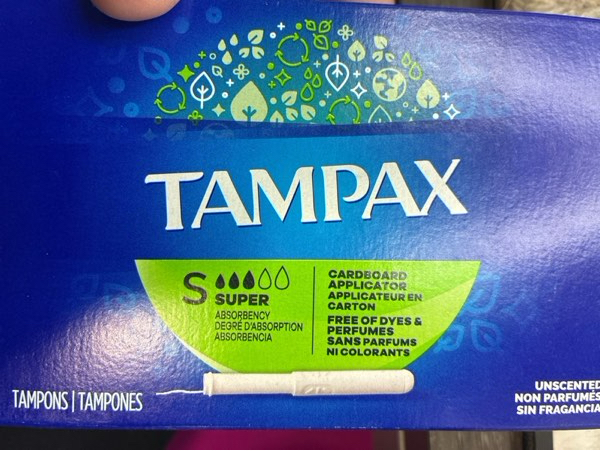 TAMPAX
S
SUPER
ABSORBENCY
DEGRÉ D'ABSORPTION
ABSORBENCIA
CARDBOARD
APPLICATOR
APPLICATEUR EN
CARTON
FREE OF DYES &
PERFUMES
SANS PARFUMS
NI COLORANTS
TAMPONS | TAMPONES
UNSCENTED
NON PARFUMÉS
SIN FRAGANCIA